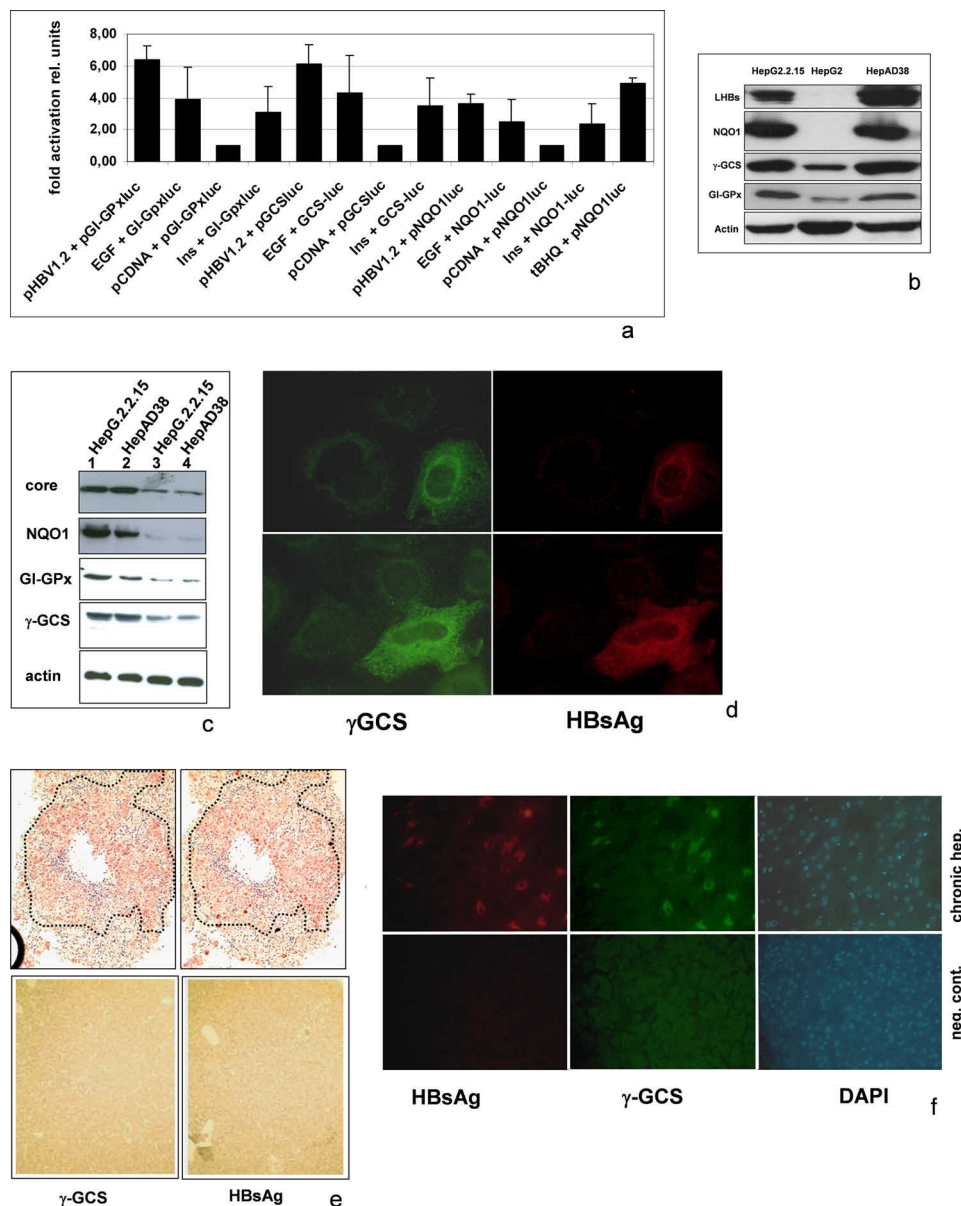 fold activation rel. units
8,00
6,00
4,00
2,00
0,00
pHBV1.2 + pGI-GPxluc
EGF + GI-Gpxluc
pCDNA + pGI-GPxluc
Ins + GI-Gpxluc
pHBV1.2 + pGCSluc
EGF + GCS-luc
pCDNA + pGCSluc
Ins + GCS-luc
pHBV1.2 + pNQO1luc
EGF + NQO1-luc
pCDNA + pNQO1luc
Ins + NQO1-luc
tBHQ + pNQO1luc
a
HepG2.2.15 HepG2 HepAD38
LHBs
NQO1
γ-GCS
GI-GPx
Actin
b
HepG.2.2.15
HepAD38
HepG.2.2.15
HepAD38
1 2 3 4
core
NQO1
GI-GPx
γ-GCS
actin
c
γGCS
HBsAg
d
γ-GCS
HBsAg
e
chronic hep.
neg. cont.
HBsAg
γ-GCS
DAPI
f